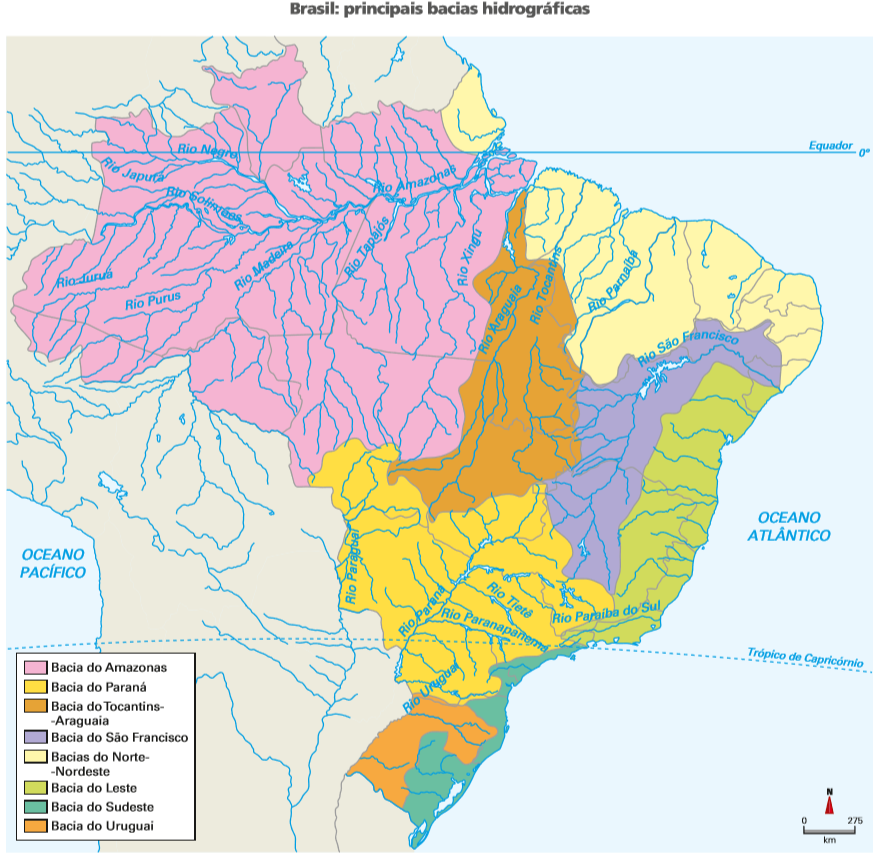 Brasil: principais bacias hidrográficas
Equador
0°
Rio Negro
Rio Japurá
Rio Solimões
Rio Amazonas
Rio Juruá
Rio Purus
Rio Madeira
Rio Tapajós
Rio Xingu
Rio Araguaia
Rio Tocantins
Rio Parnaíba
Rio São Francisco
OCEANO
PACÍFICO
OCEANO
ATLÂNTICO
Rio Paraguai
Rio Paraná
Rio Tietê
Rio Paranapanema
Rio Paraíba do Sul
Rio Uruguai
Trópico de Capricórnio
Bacia do Amazonas
Bacia do Paraná
Bacia do Tocantins-
-Araguaia
Bacia do São Francisco
Bacias do Norte-
-Nordeste
Bacia do Leste
Bacia do Sudeste
Bacia do Uruguai
N
0 275
km